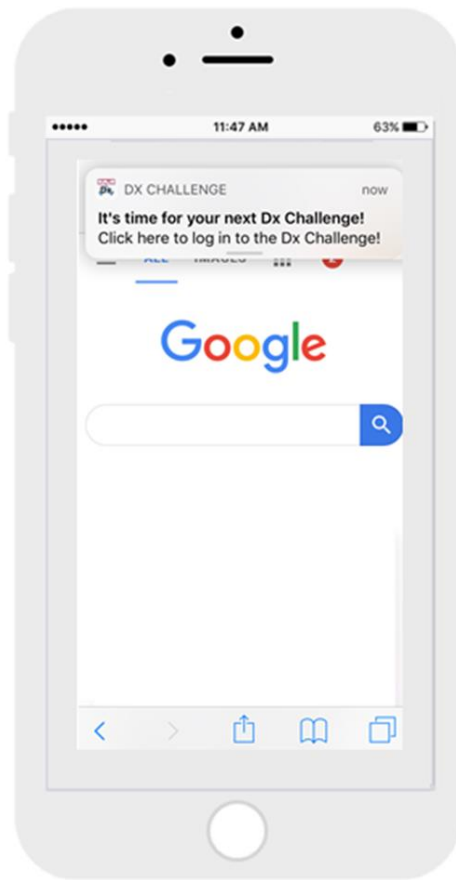 11:47 AM 63%
Dx DX CHALLENGE now
It's time for your next Dx Challenge!
Click here to log in to the Dx Challenge!
ALL IMAGES
Google